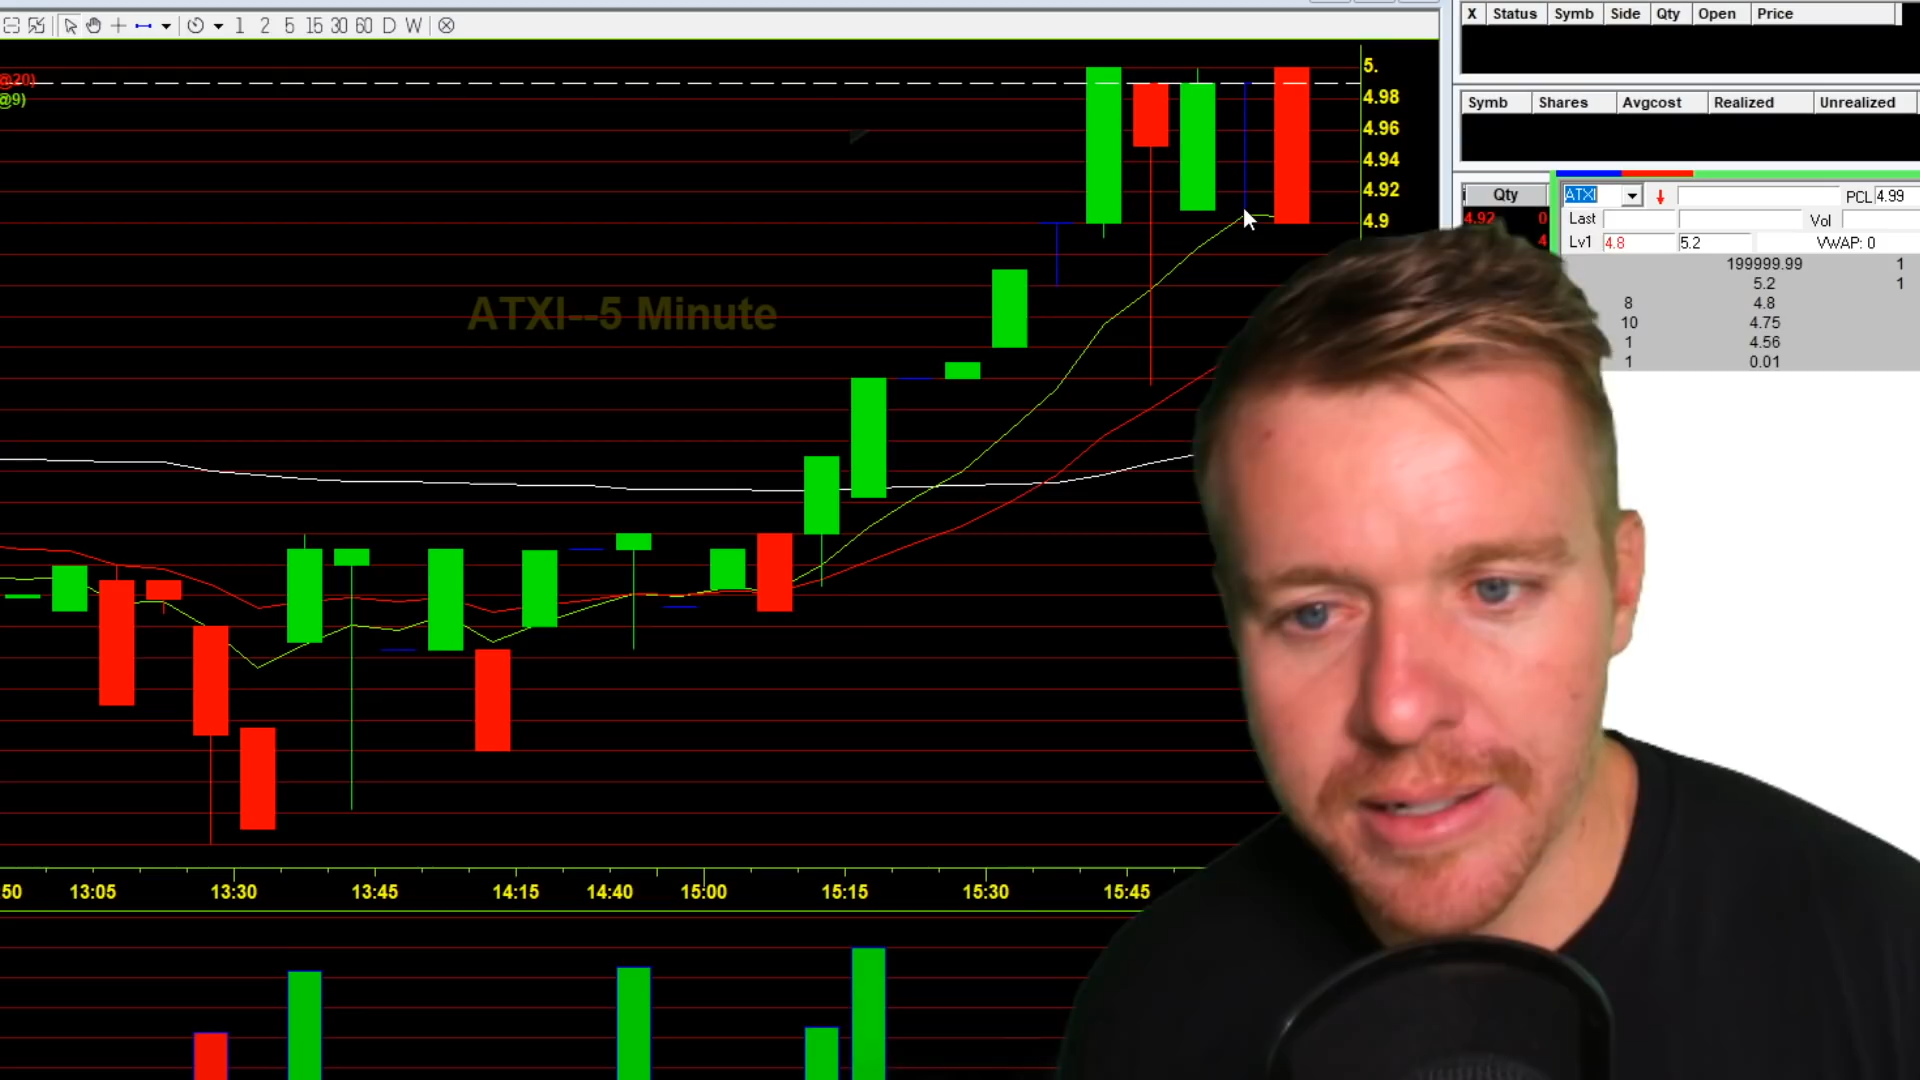 1 2 5 15 30 60 D W
@20)
@9)
ATXI--5 Minute
5.
4.98
4.96
4.94
4.92
4.9
:50 13:05 13:30 13:45 14:15 14:40 15:00 15:15 15:30 15:45
X Status Symb Side Qty Open Price
Symb Shares Avgcost Realized Unrealized
Qty
4.92 0
4
ATXI PCL 4.99
Last Vol
Lv1 4.8 5.2 VWAP: 0
199999.99 1
5.2 1
8 4.8
10 4.75
1 4.56
1 0.01